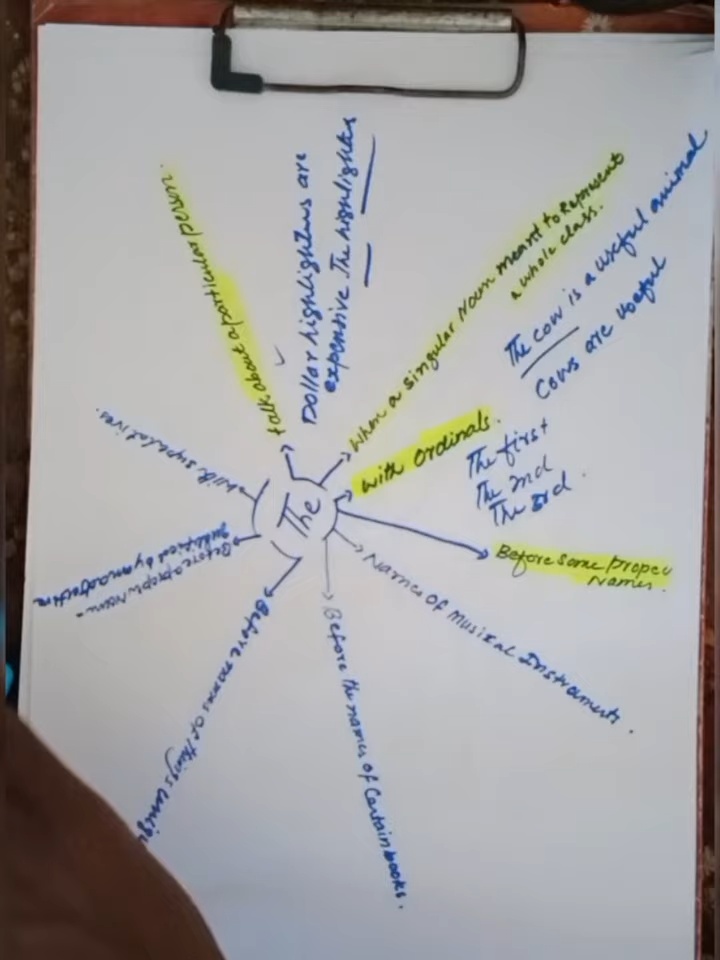 The
talk about a particular person.
Dollar highlighters are
expensive The highlighter
When a singular Noun meant to Represent
a whole class.
The cow is a useful animal
Cows are useful
with ordinals.
The first
The 2nd
The 3rd.
Before some proper
Names.
Names of Musical Instruments.
Before the names of Certain books.
Before names of things
Before a proper Noun
by an adjective
with superlatives.